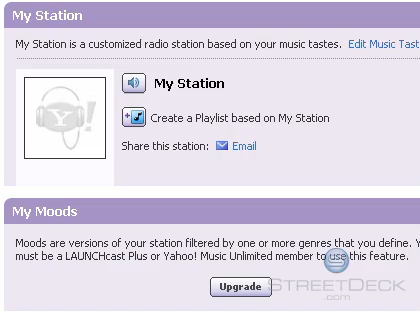 My Station
My Station is a customized radio station based on your music tastes. Edit Music Tast
Y!
My Station
Create a Playlist based on My Station
Share this station: Email
My Moods
Moods are versions of your station filtered by one or more genres that you define. Y
must be a LAUNCHcast Plus or Yahoo! Music Unlimited member to use this feature.
Upgrade
STREETDECK
.com